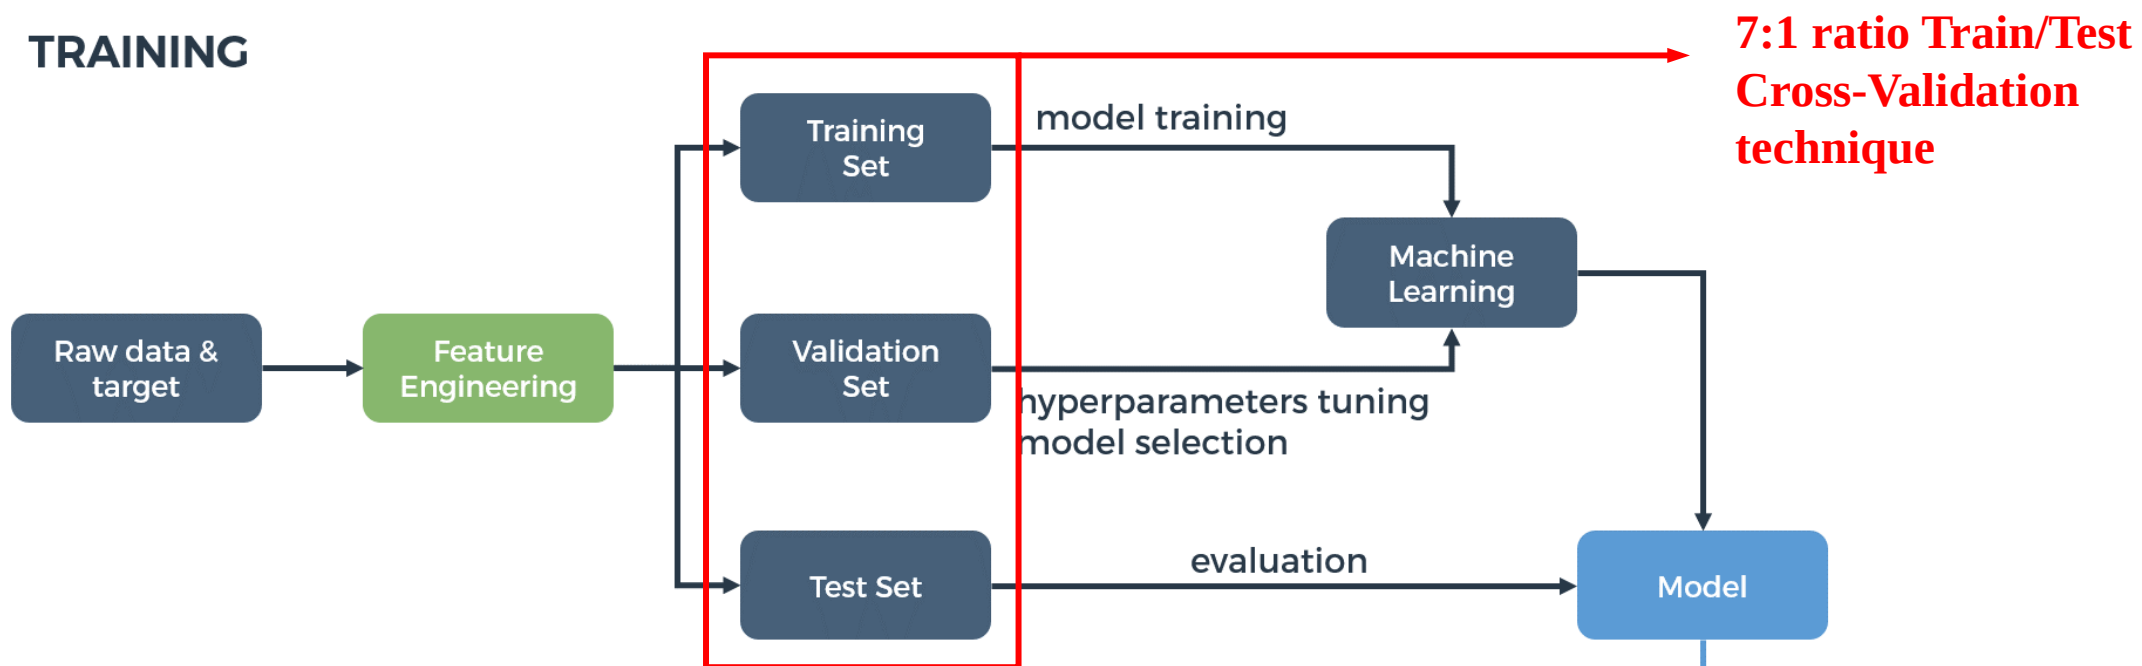 TRAINING
7:1 ratio Train/Test
Cross-Validation
technique
Training
Set
model training
Machine
Learning
Raw data &
target
Feature
Engineering
Validation
Set
hyperparameters tuning
model selection
Test Set
evaluation
Model